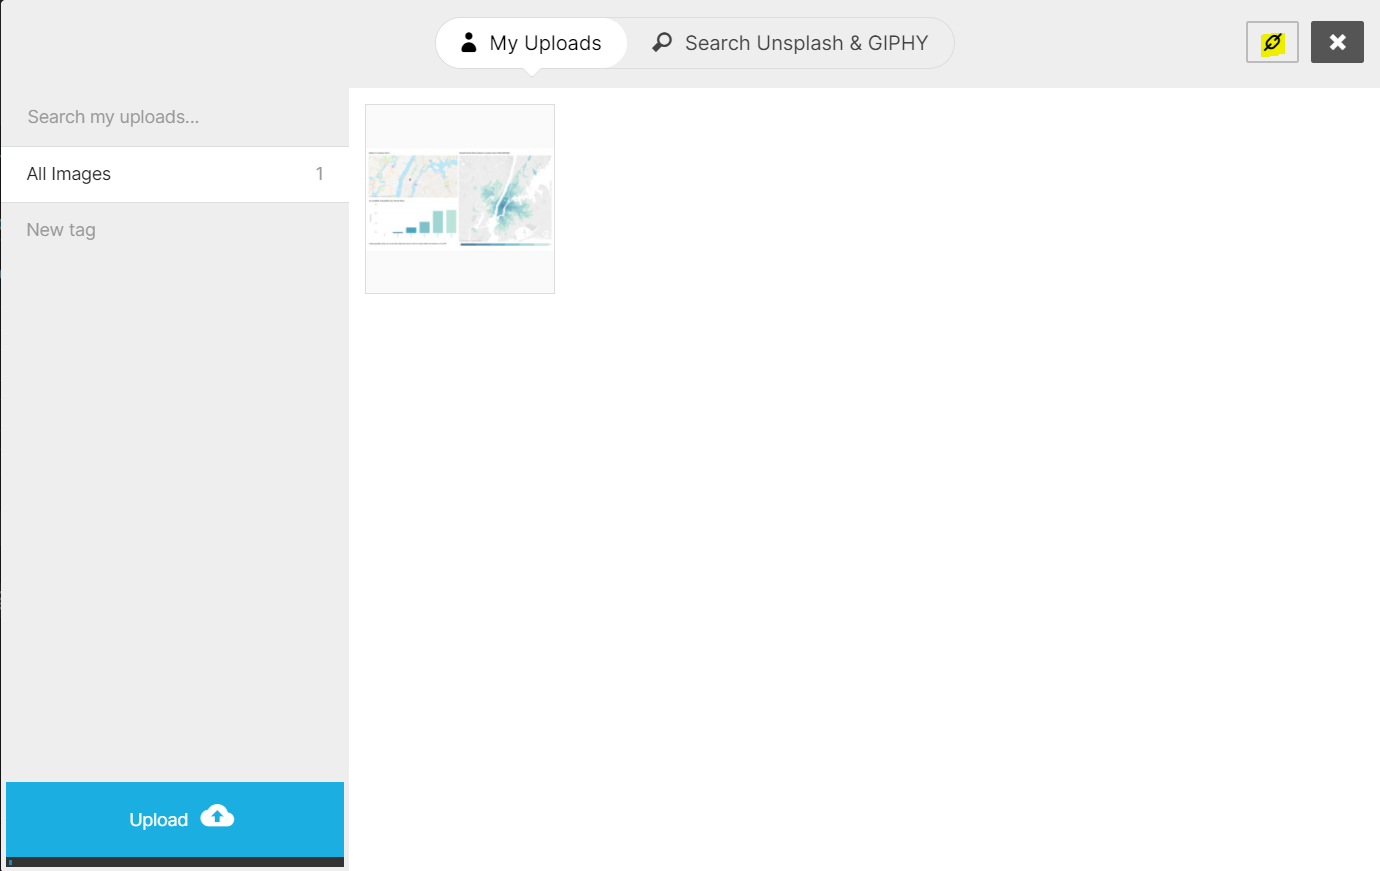 My Uploads
Search Unsplash & GIPHY
Search my uploads...
All Images 1
New tag
Upload